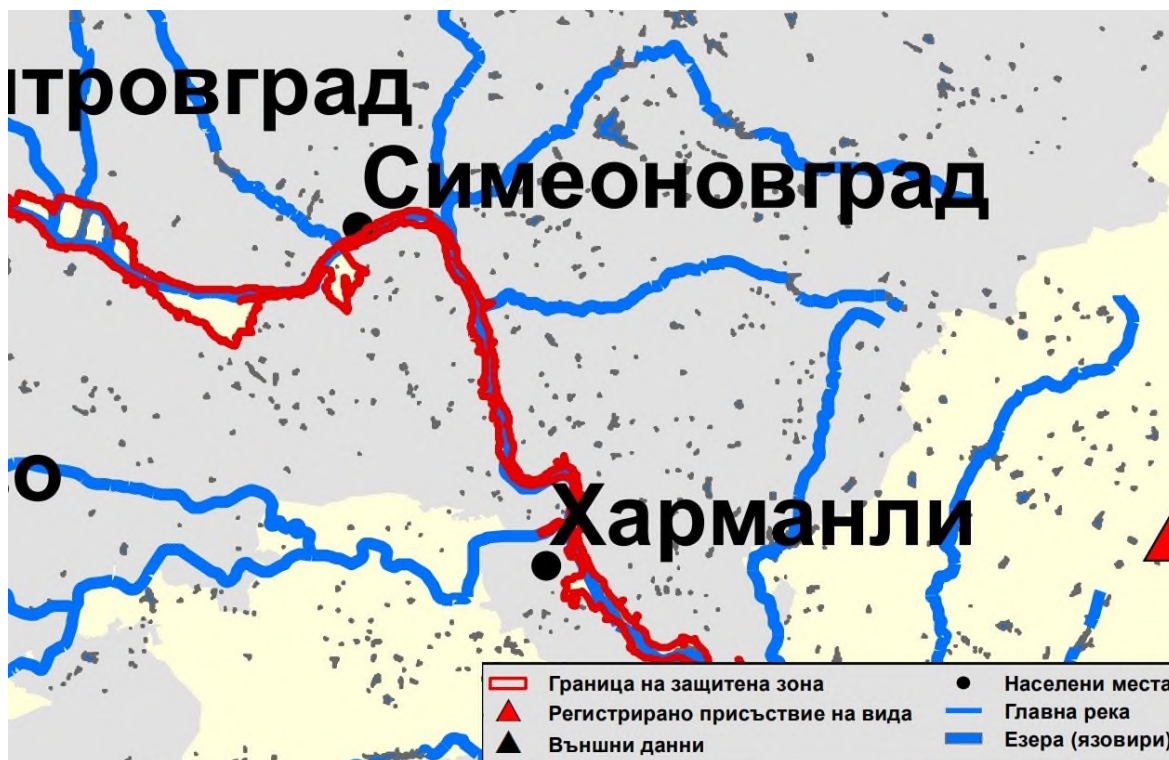 итровград
Симеоновград
о
Харманли
Граница на защитена зона
Регистрирано присъствие на вида
Външни данни
Населени места
Главна река
Езера (язовири)